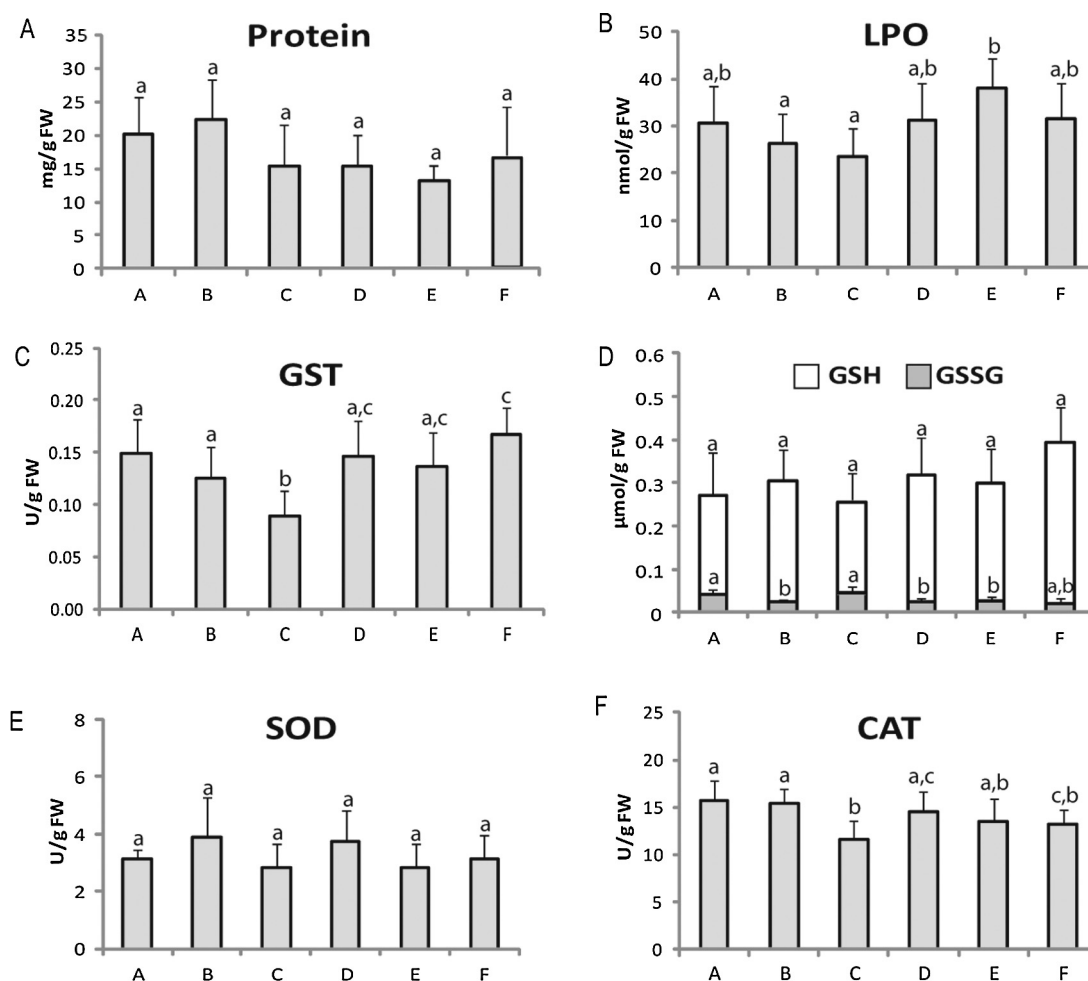 A
Protein
35
30
25
20
15
10
5
0
mg/g FW
a
a
a
a
a
a
A B C D E F
B
LPO
50
40
30
20
10
0
nmol/g FW
a,b
a
a
a,b
b
a,b
A B C D E F
C
GST
0.25
0.20
0.15
0.10
0.05
0.00
U/g FW
a
a
b
a,c
a,c
c
A B C D E F
D
GSH GSSG
0.6
0.5
0.4
0.3
0.2
0.1
0
µmol/g FW
a
a
a
a
a
a
a
b
a
b
b
a,b
A B C D E F
E
SOD
8
6
4
2
0
U/g FW
a
a
a
a
a
a
A B C D E F
F
CAT
25
20
15
10
5
0
U/g FW
a
a
b
a,c
a,b
c,b
A B C D E F